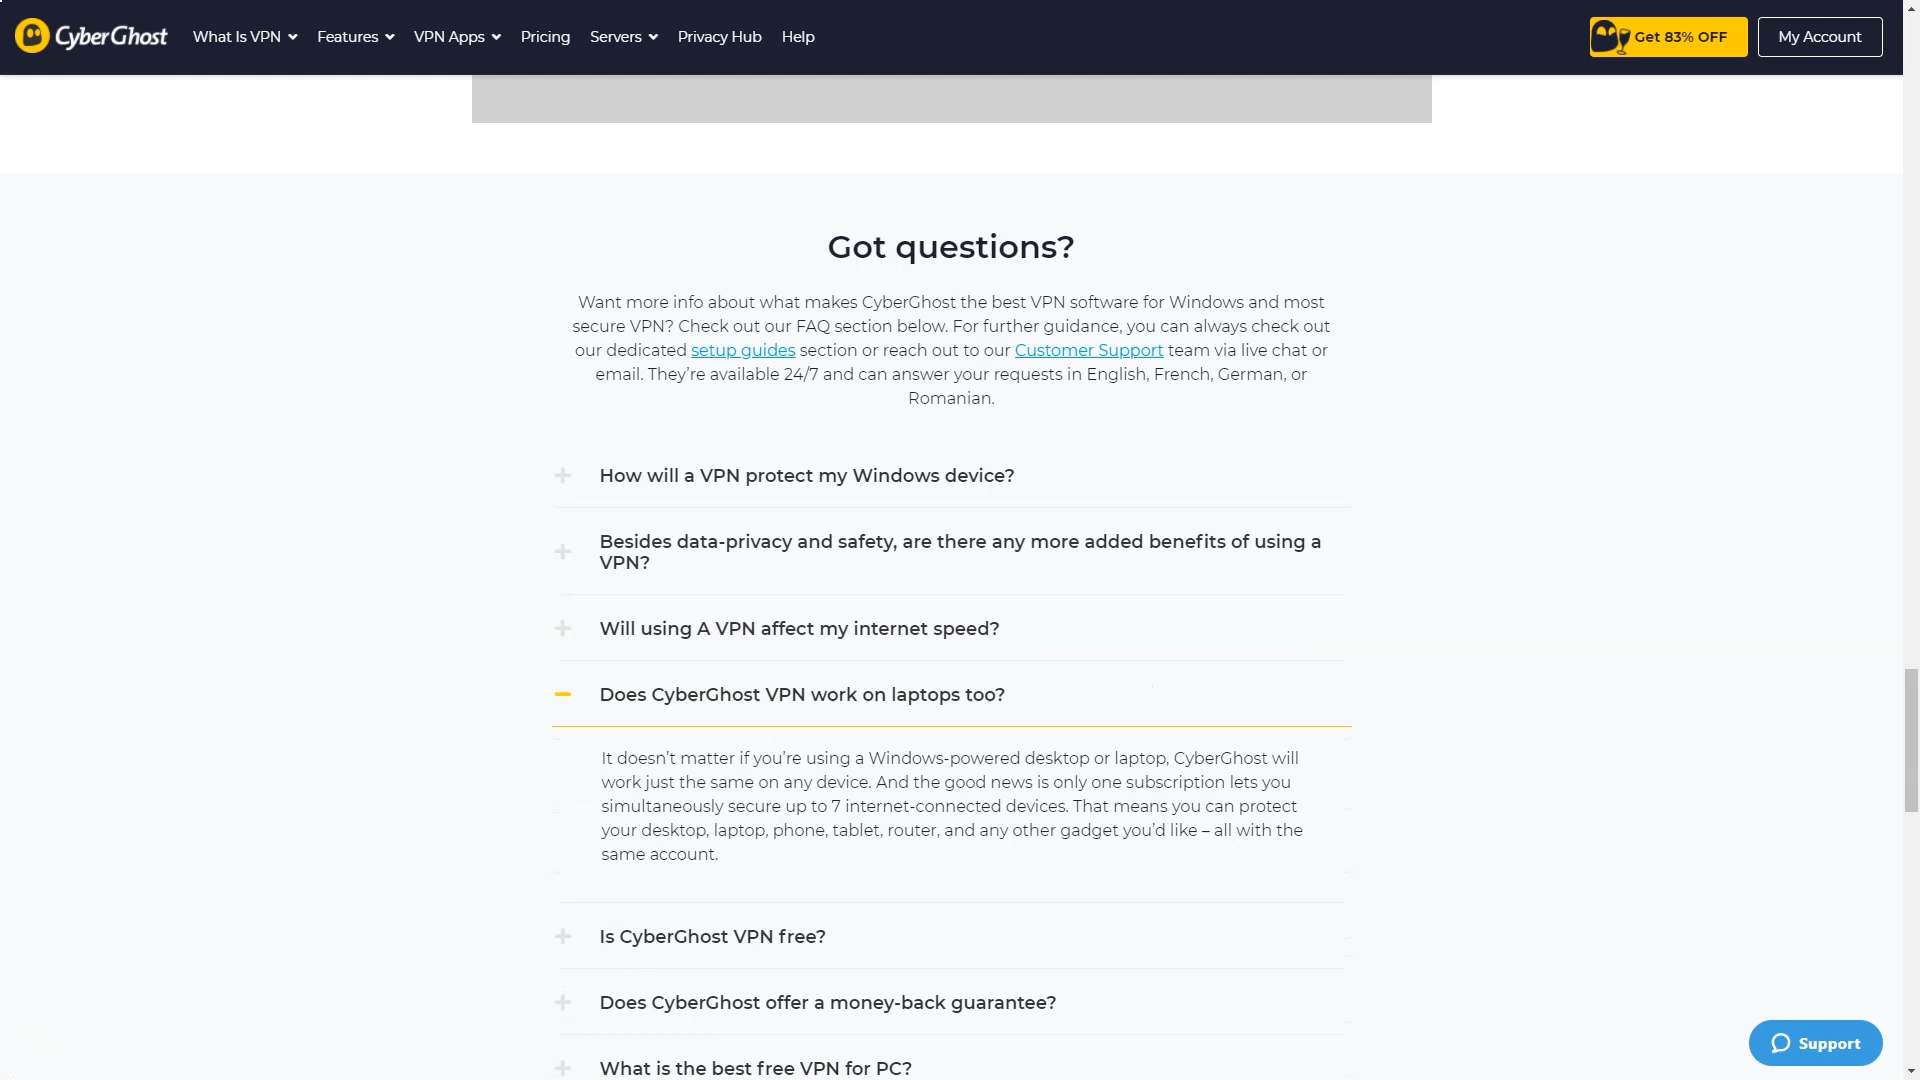 CyberGhost What Is VPN Features VPN Apps Pricing Servers Privacy Hub Help Get 83% OFF My Account
Got questions?
Want more info about what makes CyberGhost the best VPN software for Windows and most
secure VPN? Check out our FAQ section below. For further guidance, you can always check out
our dedicated setup guides section or reach out to our Customer Support team via live chat or
email. They’re available 24/7 and can answer your requests in English, French, German, or
Romanian.
How will a VPN protect my Windows device?
Besides data-privacy and safety, are there any more added benefits of using a
VPN?
Will using A VPN affect my internet speed?
Does CyberGhost VPN work on laptops too?
It doesn’t matter if you’re using a Windows-powered desktop or laptop, CyberGhost will
work just the same on any device. And the good news is only one subscription lets you
simultaneously secure up to 7 internet-connected devices. That means you can protect
your desktop, laptop, phone, tablet, router, and any other gadget you’d like – all with the
same account.
Is CyberGhost VPN free?
Does CyberGhost offer a money-back guarantee?
Support
What is the best free VPN for PC?